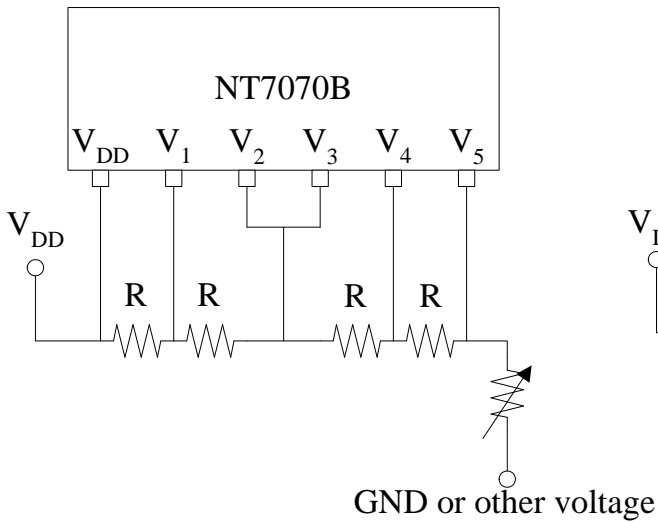 NT7070B
VDD V1 V2 V3 V4 V5
VDD
R R R R
GND or other voltage